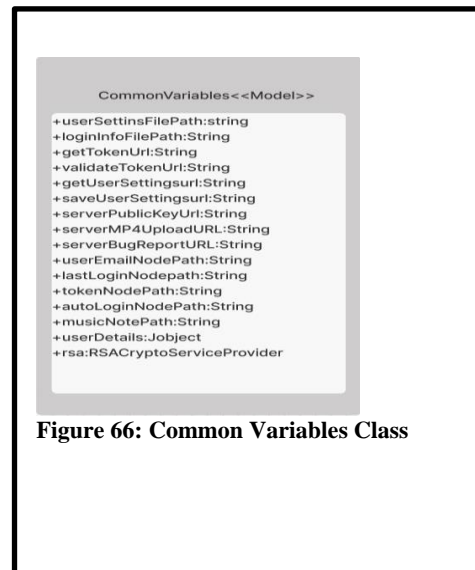 CommonVariables<<Model>>
+userSettinsFilePath:string
+loginInfoFilePath:String
+getTokenUrl:String
+validateTokenUrl:String
+getUserSettingsurl:String
+saveUserSettingsurl:String
+serverPublicKeyUrl:String
+serverMP4UploadURL:String
+serverBugReportURL:String
+userEmailNodePath:String
+lastLoginNodepath:String
+tokenNodePath:String
+autoLoginNodePath:String
+musicNotePath:String
+userDetails:Jobject
+rsa:RSACryptoServiceProvider
Figure 66: Common Variables Class